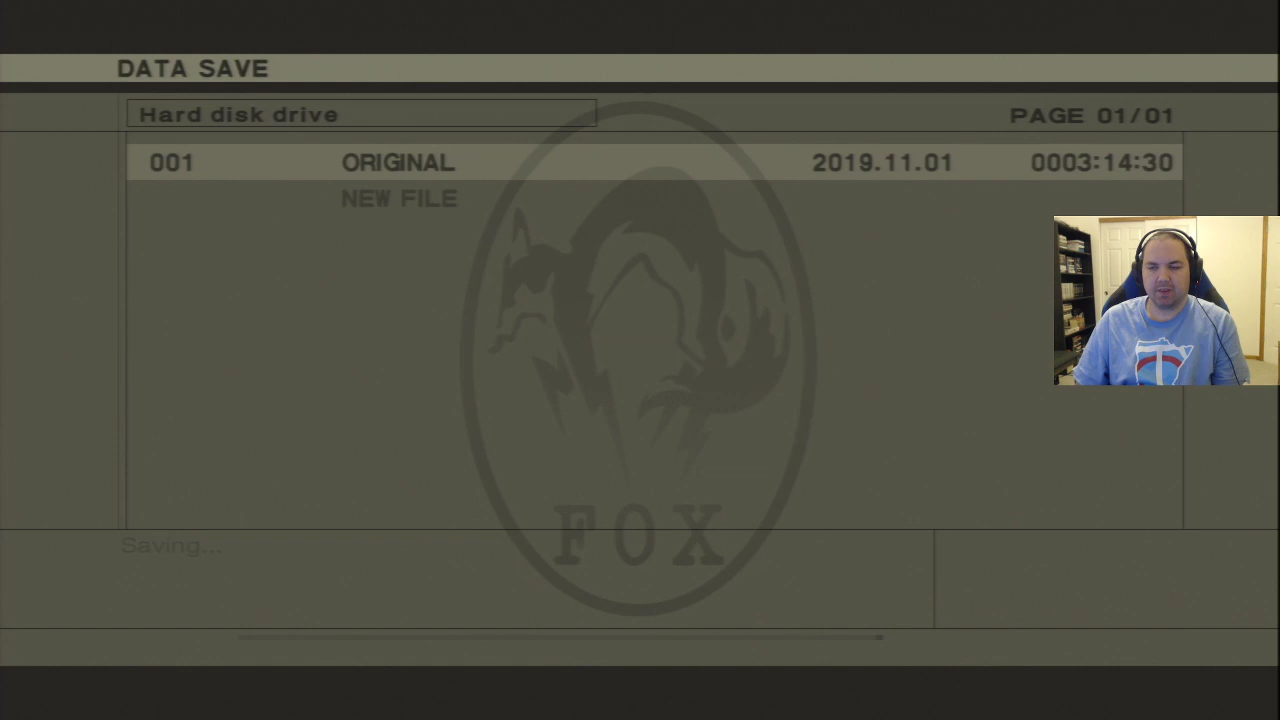 DATA SAVE
Hard disk drive PAGE 01/01
001 ORIGINAL 2019.11.01 0003:14:30
NEW FILE
FOX
Saving...